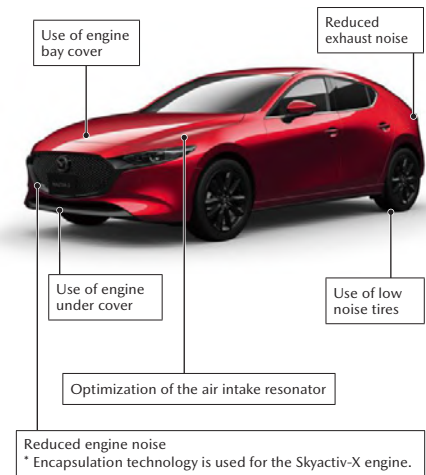 Use of engine
bay cover
Reduced
exhaust noise
Use of engine
under cover
Use of low
noise tires
Optimization of the air intake resonator
Reduced engine noise
* Encapsulation technology is used for the Skyactiv-X engine.